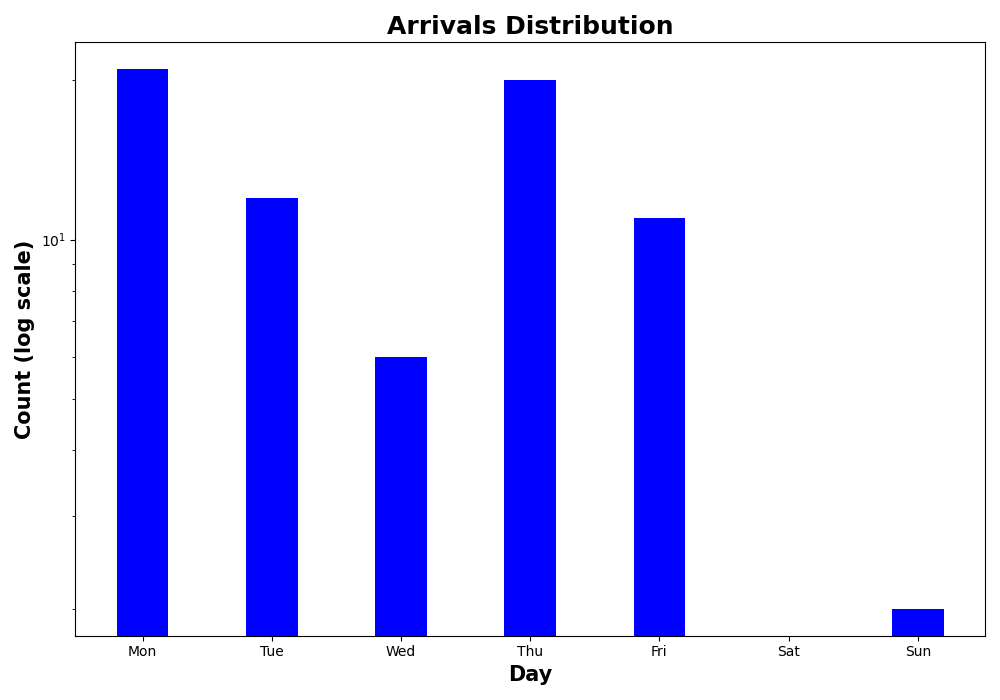 Arrivals Distribution
Count (log scale)
10¹
Mon Tue Wed Thu Fri Sat Sun
Day